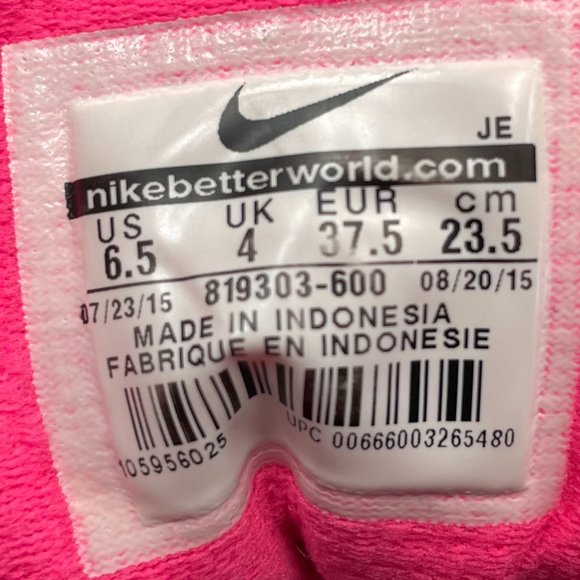 JE
nikebetterworld.com
US UK EUR cm
6.5 4 37.5 23.5
07/23/15 819303-600 08/20/15
MADE IN INDONESIA
FABRIQUE EN INDONESIE
105956025 UPC 00666003265480